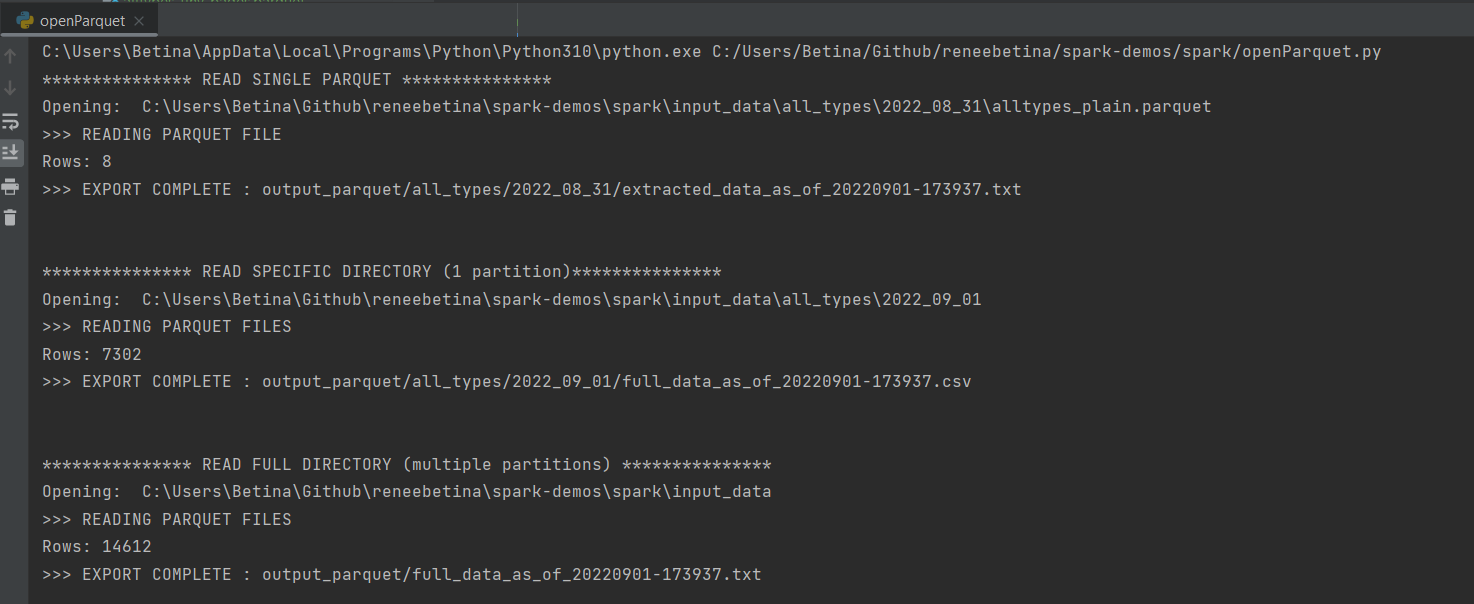 openParquet
C:\Users\Betina\AppData\Local\Programs\Python\Python310\python.exe C:/Users/Betina/Github/reneebetina/spark-demos/spark/openParquet.py
*************** READ SINGLE PARQUET ***************
Opening:  C:\Users\Betina\Github\reneebetina\spark-demos\spark\input_data\all_types\2022_08_31\alltypes_plain.parquet
>>> READING PARQUET FILE
Rows: 8
>>> EXPORT COMPLETE : output_parquet/all_types/2022_08_31/extracted_data_as_of_20220901-173937.txt
*************** READ SPECIFIC DIRECTORY (1 partition)***************
Opening:  C:\Users\Betina\Github\reneebetina\spark-demos\spark\input_data\all_types\2022_09_01
>>> READING PARQUET FILES
Rows: 7302
>>> EXPORT COMPLETE : output_parquet/all_types/2022_09_01/full_data_as_of_20220901-173937.csv
*************** READ FULL DIRECTORY (multiple partitions) ***************
Opening:  C:\Users\Betina\Github\reneebetina\spark-demos\spark\input_data
>>> READING PARQUET FILES
Rows: 14612
>>> EXPORT COMPLETE : output_parquet/full_data_as_of_20220901-173937.txt